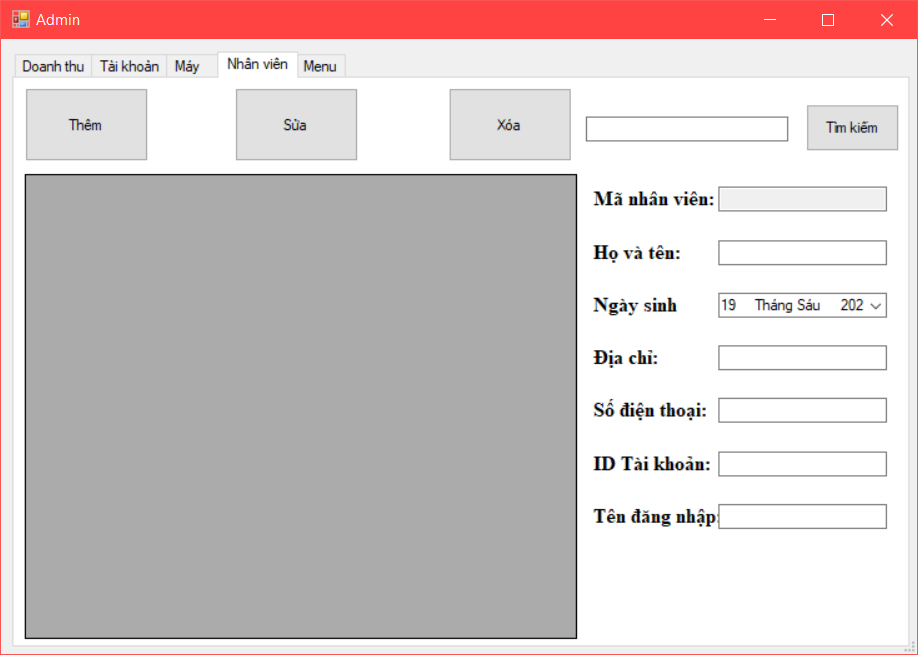 Admin
Doanh thu Tài khoản Máy Nhân viên Menu
Thêm Sửa Xóa Tìm kiếm
Mã nhân viên:
Họ và tên:
Ngày sinh 19 Tháng Sáu 202
Địa chỉ:
Số điện thoại:
ID Tài khoản:
Tên đăng nhập: